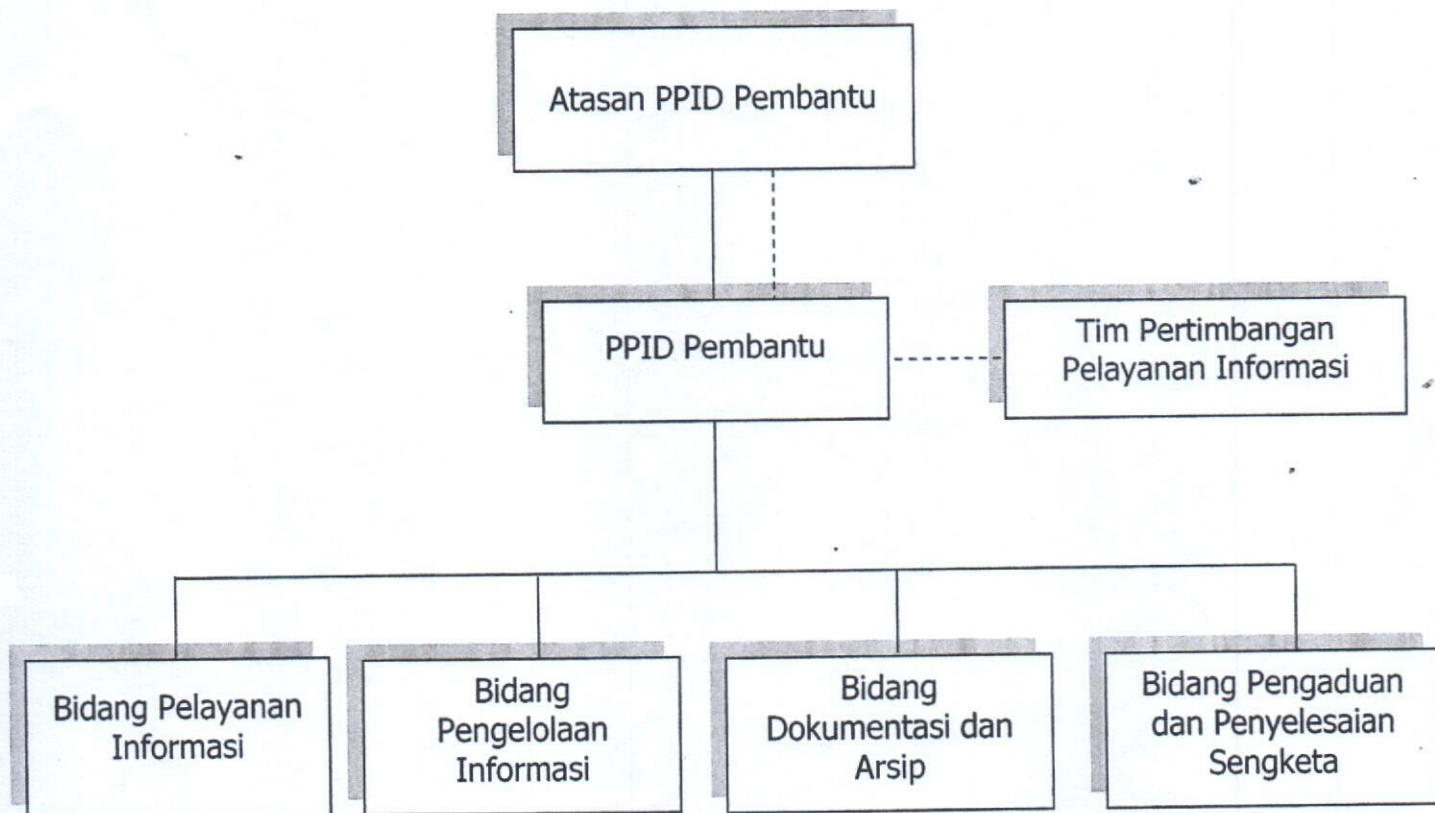 Atasan PPID Pembantu
PPID Pembantu
Tim Pertimbangan
Pelayanan Informasi
Bidang Pelayanan
Informasi
Bidang
Pengelolaan
Informasi
Bidang
Dokumentasi dan
Arsip
Bidang Pengaduan
dan Penyelesaian
Sengketa